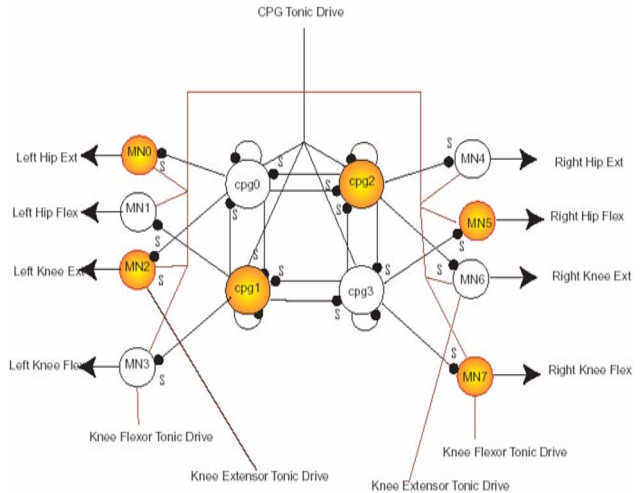 CPG Tonic Drive
Left Hip Ext
MN0
S
S
cpg0
S
S
cpg2
S
MN4
Right Hip Ext
Left Hip Flex
MN1
S
S
S
S
MN5
Right Hip Flex
Left Knee Ext
MN2
S
S
cpg1
S
cpg3
S
S
MN6
Right Knee Ext
Left Knee Flex
MN3
S
S
S
MN7
Right Knee Flex
Knee Flexor Tonic Drive
Knee Flexor Tonic Drive
Knee Extensor Tonic Drive
Knee Extensor Tonic Drive